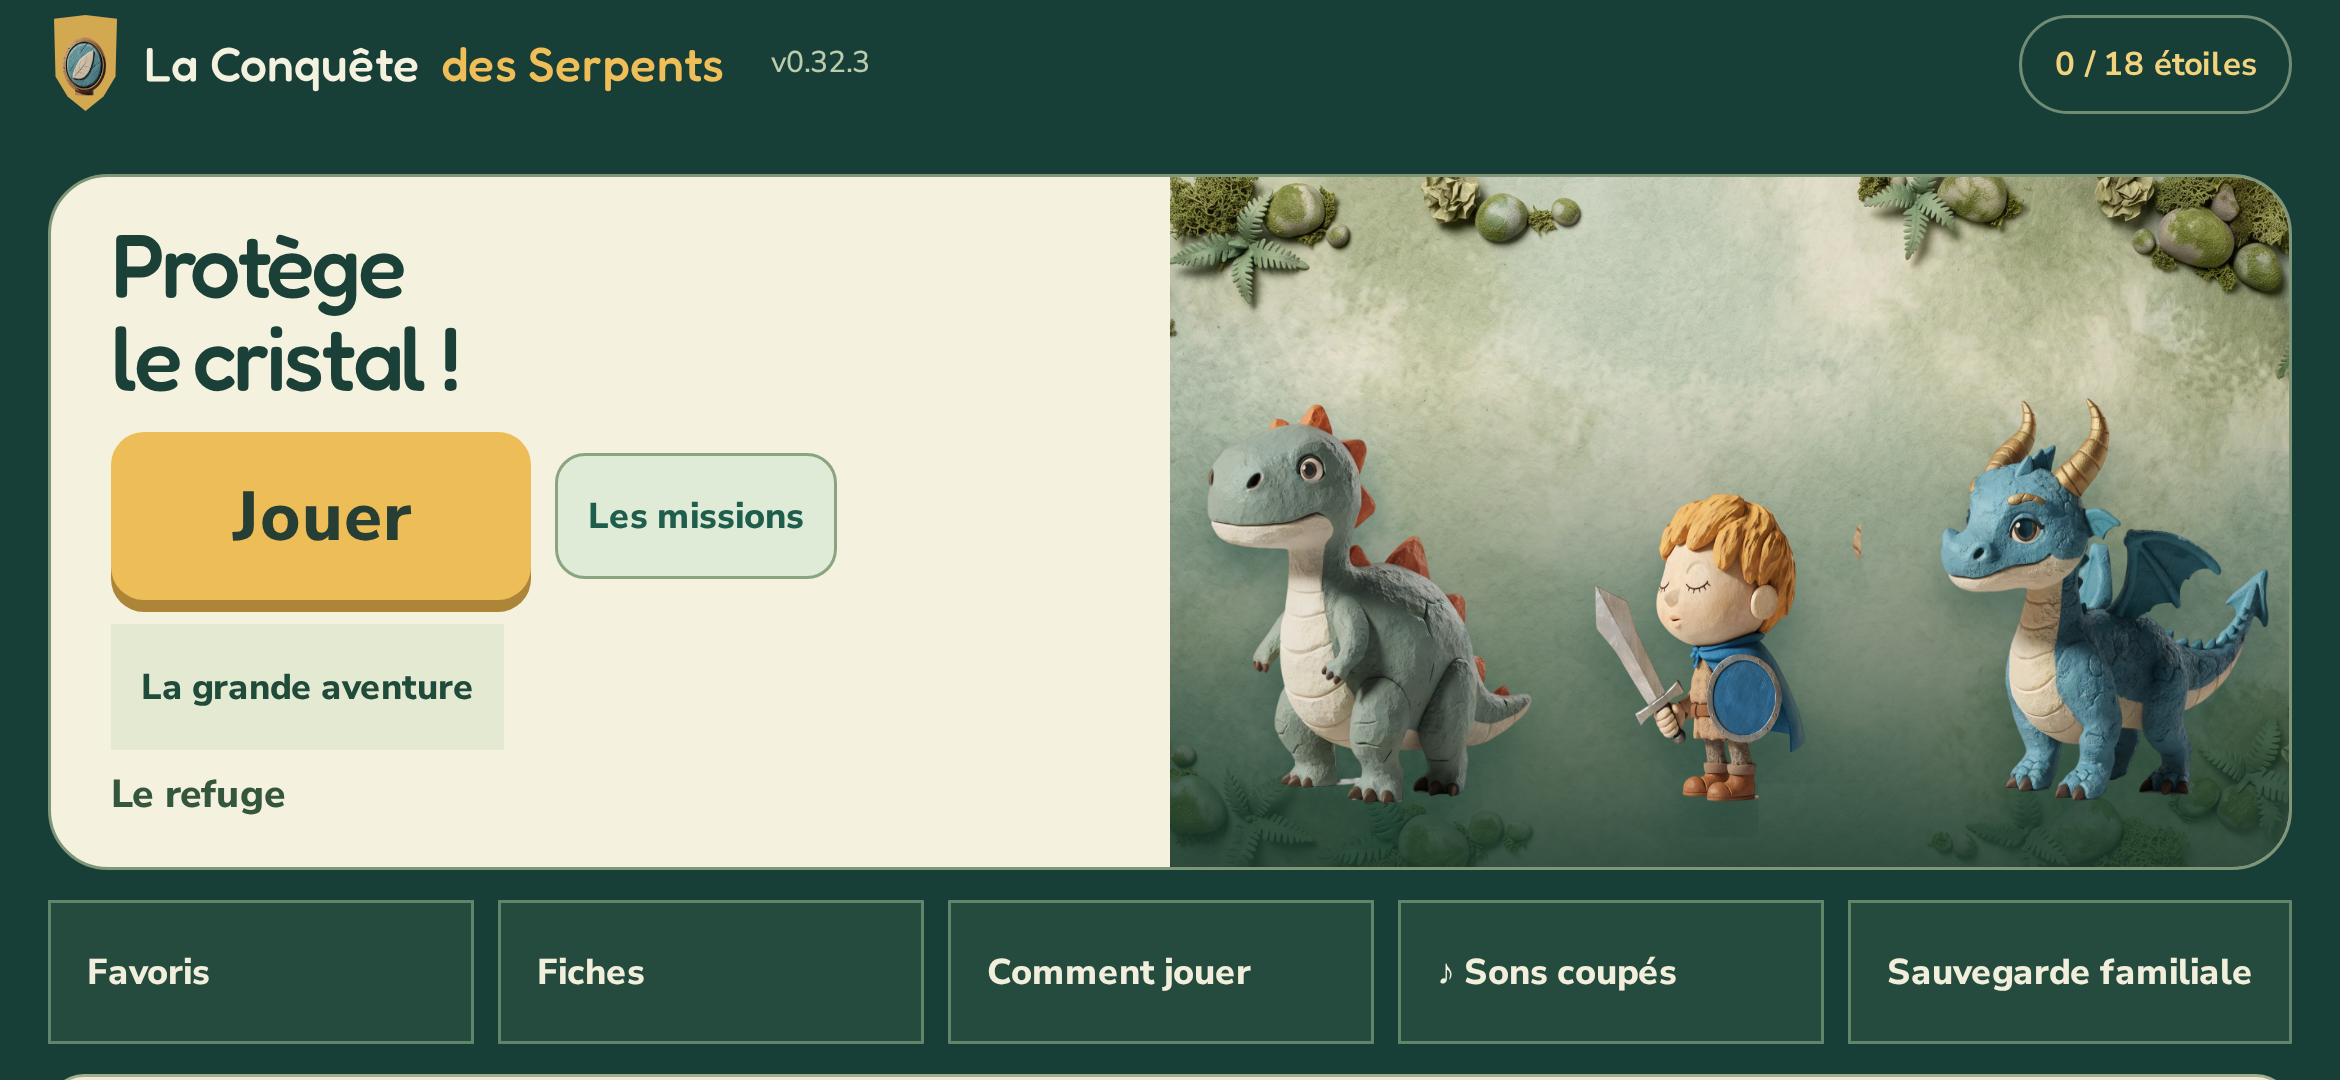 La Conquête des Serpents v0.32.3
0 / 18 étoiles
Protège
le cristal !
Jouer
Les missions
La grande aventure
Le refuge
Favoris
Fiches
Comment jouer
♪ Sons coupés
Sauvegarde familiale